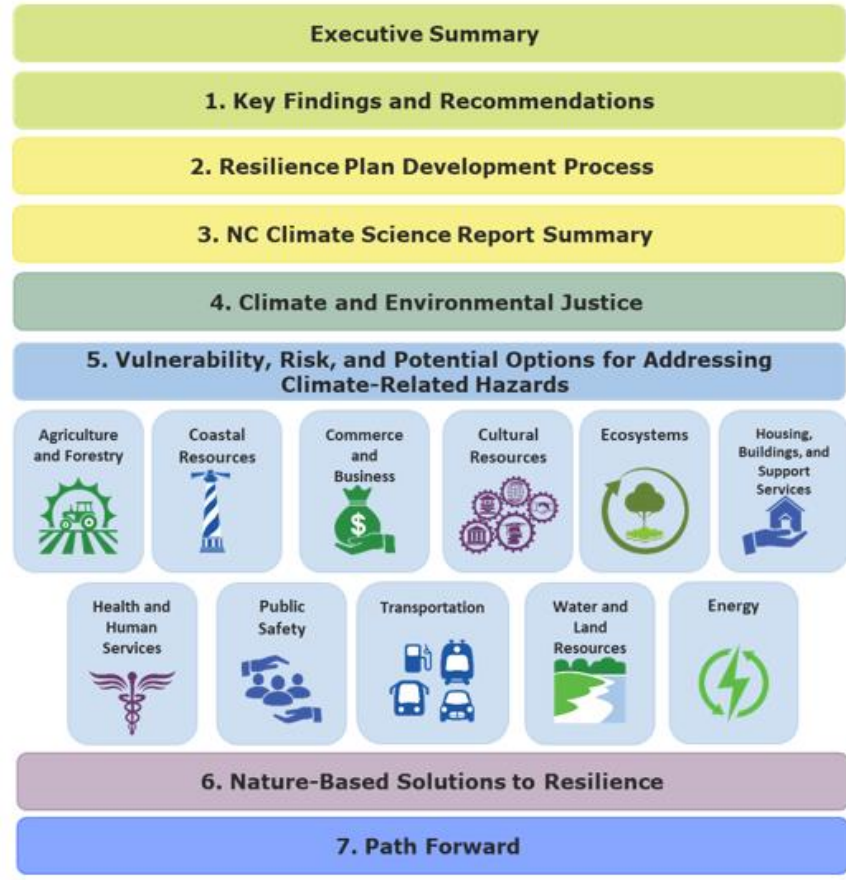 Executive Summary
1. Key Findings and Recommendations
2. Resilience Plan Development Process
3. NC Climate Science Report Summary
4. Climate and Environmental Justice
5. Vulnerability, Risk, and Potential Options for Addressing
Climate-Related Hazards
Agriculture
and Forestry
Coastal
Resources
Commerce
and
Business
$
Cultural
Resources
Ecosystems
Housing,
Buildings, and
Support
Services
Health and
Human
Services
Public
Safety
Transportation
Water and
Land
Resources
Energy
6. Nature-Based Solutions to Resilience
7. Path Forward